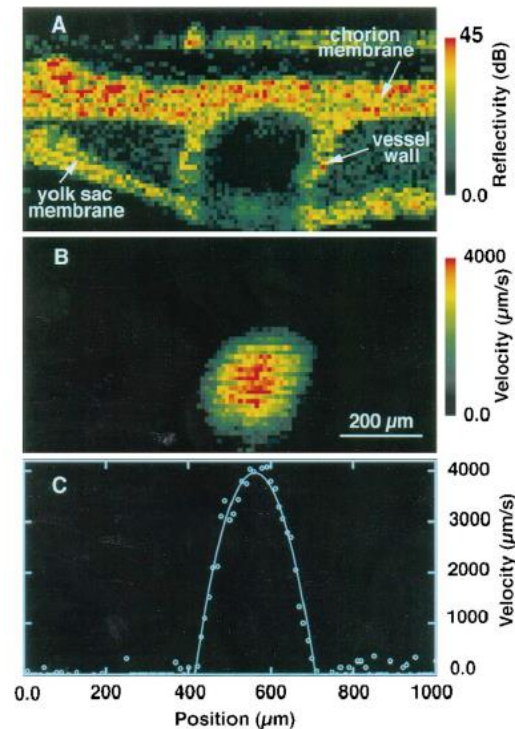 A
chorion
membrane
vessel
wall
yolk sac
membrane
45
0.0
Reflectivity (dB)
B
200 µm
4000
0.0
Velocity (µm/s)
C
4000
3000
2000
1000
0.0
Velocity (µm/s)
0.0 200 400 600 800 1000
Position (µm)